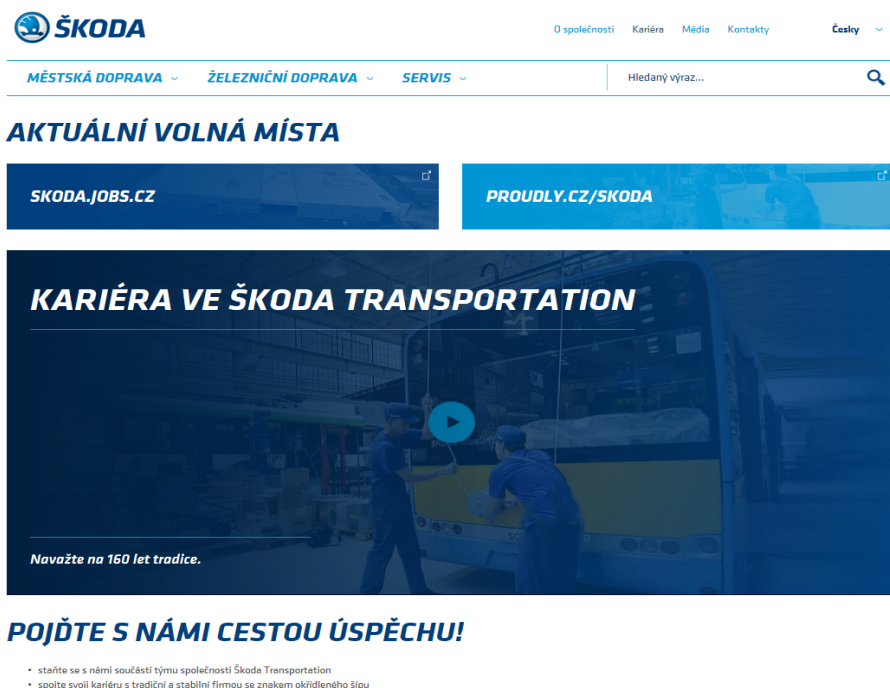 ŠKODA
O společnosti Kariéra Média Kontakty Česky
MĚSTSKÁ DOPRAVA ŽELEZNIČNÍ DOPRAVA SERVIS Hledaný výraz...
AKTUÁLNÍ VOLNÁ MÍSTA
SKODA.JOBS.CZ PROUDLY.CZ/SKODA
KARIÉRA VE ŠKODA TRANSPORTATION
Navažte na 160 let tradice.
POJĎTE S NÁMI CESTOU ÚSPĚCHU!
• staňte se s námi součástí týmu společnosti Škoda Transportation
• spojte svoji kariéru s tradiční a stabilní firmou se znakem okřídleného šípu